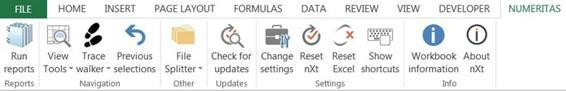 FILE HOME INSERT PAGE LAYOUT FORMULAS DATA REVIEW VIEW DEVELOPER NUMERITAS
Run reports
View Tools
Trace walker
Previous selections
File Splitter
Check for updates
Change settings
Reset nXt
Reset Excel
Show shortcuts
Workbook information
About nXt
Reports Navigation Other Updates Settings Info